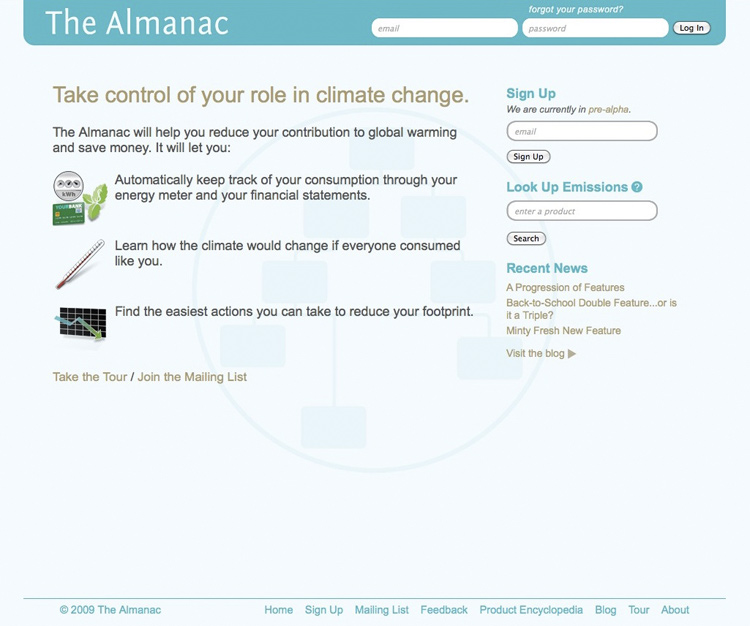 The Almanac
forgot your password?
email
password
Log In
Take control of your role in climate change.
The Almanac will help you reduce your contribution to global warming
and save money. It will let you:
kWh
YOURBANK
Automatically keep track of your consumption through your
energy meter and your financial statements.
Learn how the climate would change if everyone consumed
like you.
Find the easiest actions you can take to reduce your footprint.
Take the Tour / Join the Mailing List
Sign Up
We are currently in pre-alpha.
email
Sign Up
Look Up Emissions ?
enter a product
Search
Recent News
A Progression of Features
Back-to-School Double Feature...or is
it a Triple?
Minty Fresh New Feature
Visit the blog
© 2009 The Almanac
Home Sign Up Mailing List Feedback Product Encyclopedia Blog Tour About